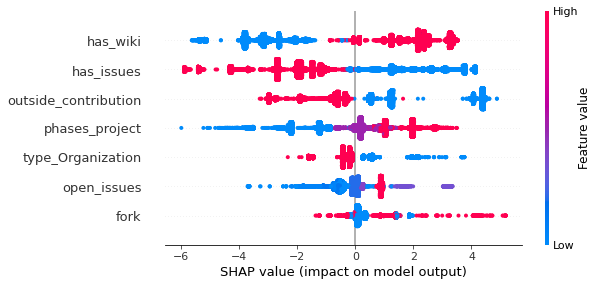 High
has_wiki
has_issues
outside_contribution
phases_project
type_Organization
open_issues
fork
Feature value
Low
−6 −4 −2 0 2 4
SHAP value (impact on model output)